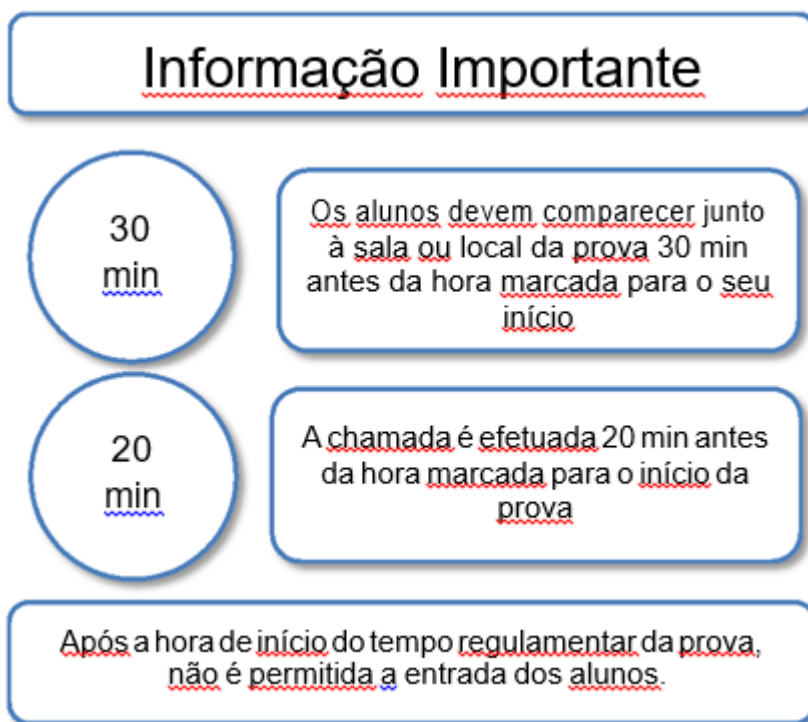 Informação Importante
30
min
Os alunos devem comparecer junto
à sala ou local da prova 30 min
antes da hora marcada para o seu
início
20
min
A chamada é efetuada 20 min antes
da hora marcada para o início da
prova
Após a hora de início do tempo regulamentar da prova,
não é permitida a entrada dos alunos.